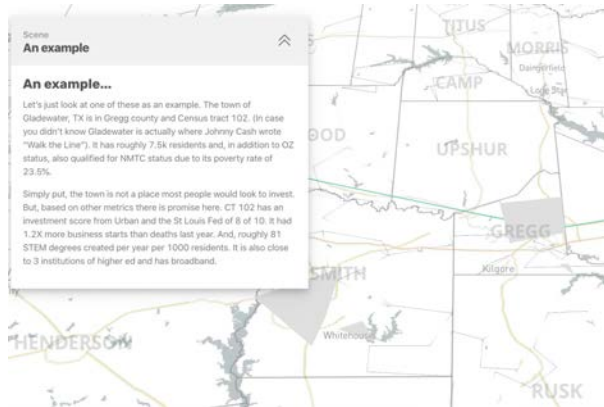 Scene
An example
An example...
Let's just look at one of these as an example. The town of
Gladewater, TX is in Gregg county and Census tract 102. (In case
you didn't know Gladewater is actually where Johnny Cash wrote
"Walk the Line"). It has roughly 7.5k residents and, in addition to OZ
status, also qualified for NMTC status due to its poverty rate of
23.5%.
Simply put, the town is not a place most people would look to invest.
But, based on other metrics there is promise here. CT 102 has an
investment score from Urban and the St Louis Fed of 8 of 10. It had
1.2X more business starts than deaths last year. And, roughly 81
STEM degrees created per year per 1000 residents. It is also close
to 3 institutions of higher ed and has broadband.
TITUS
MORRIS
Daingerfield
CAMP
Lone Star
OOD
UPSHUR
GREGG
SMITH
Kilgore
HENDERSON
Whitehouse
RUSK